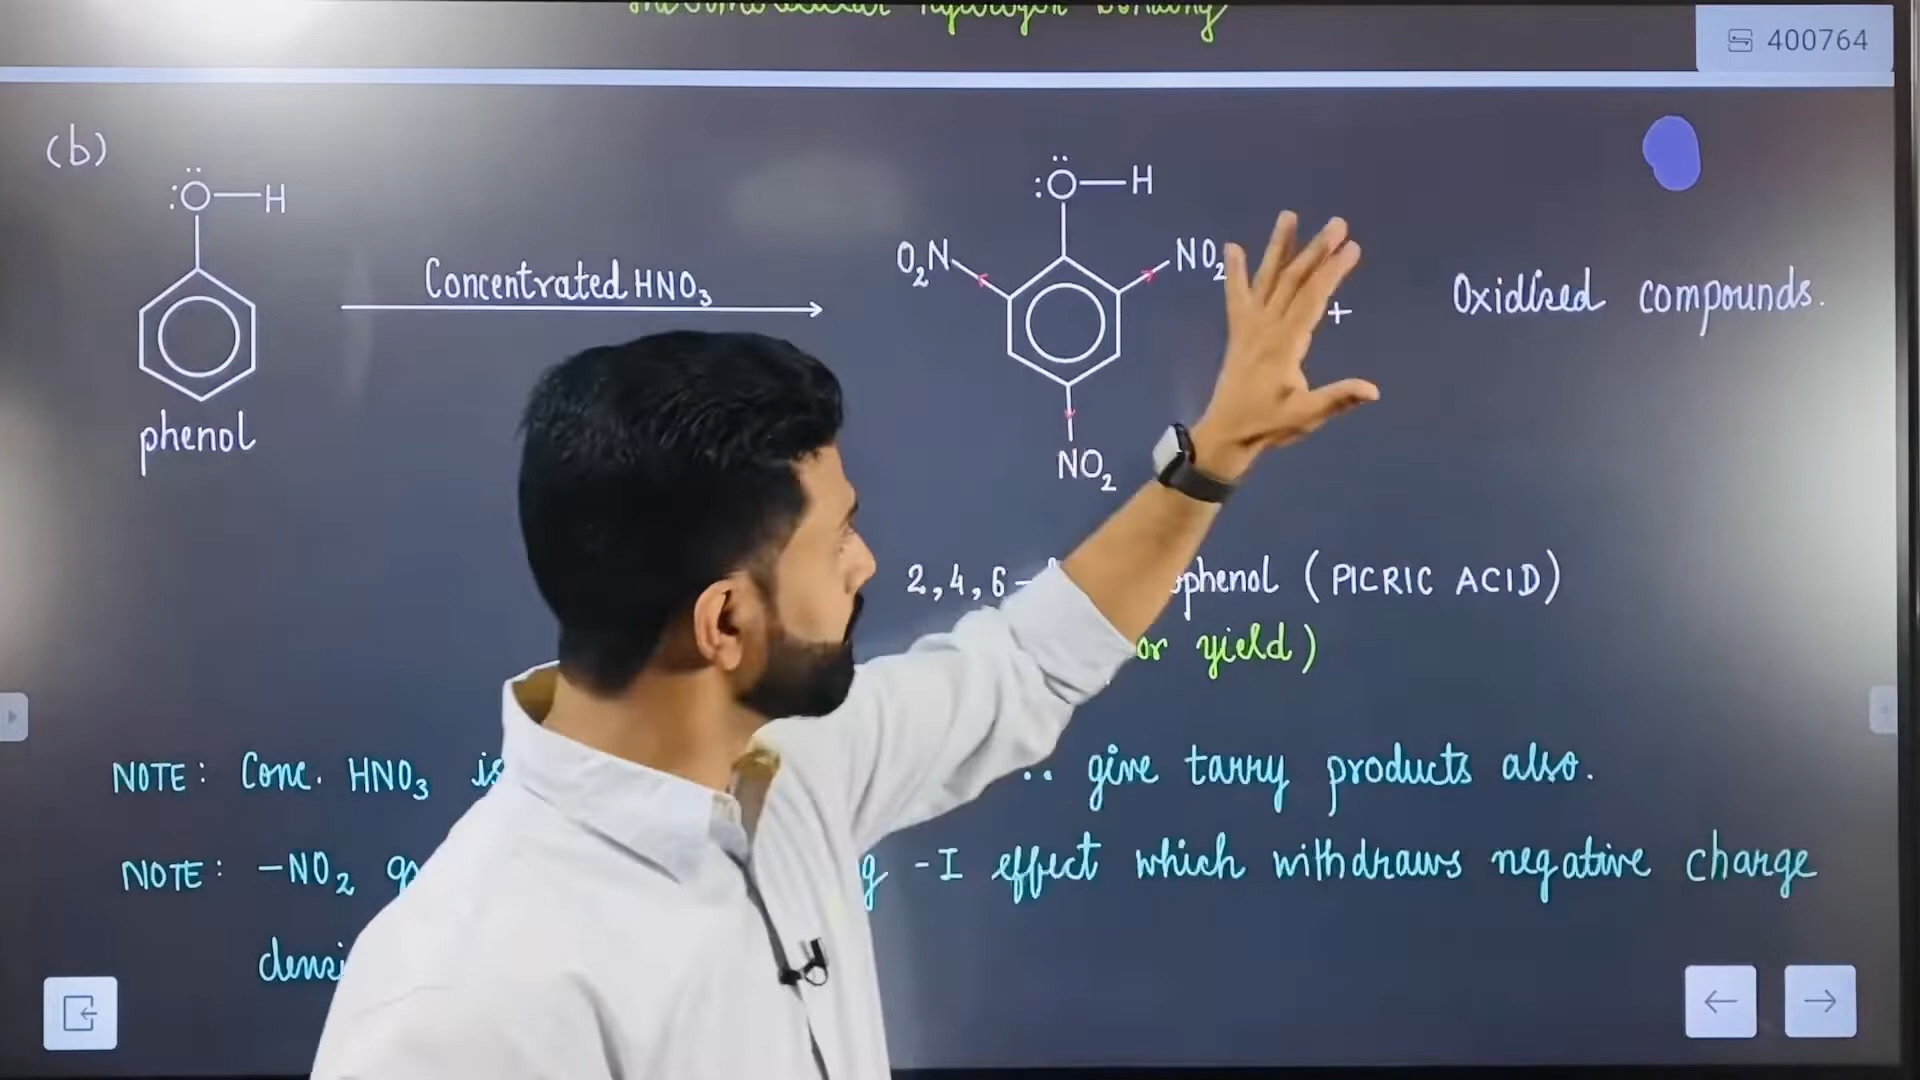 400764
(b)
:Ö—H
:Ö—H
O₂N
NO₂
Concentrated HNO₃
+
Oxidised compounds.
phenol
NO₂
2,4,6- phenol (PICRIC ACID)
yield)
NOTE: Conc. HNO₃ is .. give tarry products also.
NOTE: -NO₂ -I effect which withdraws negative charge